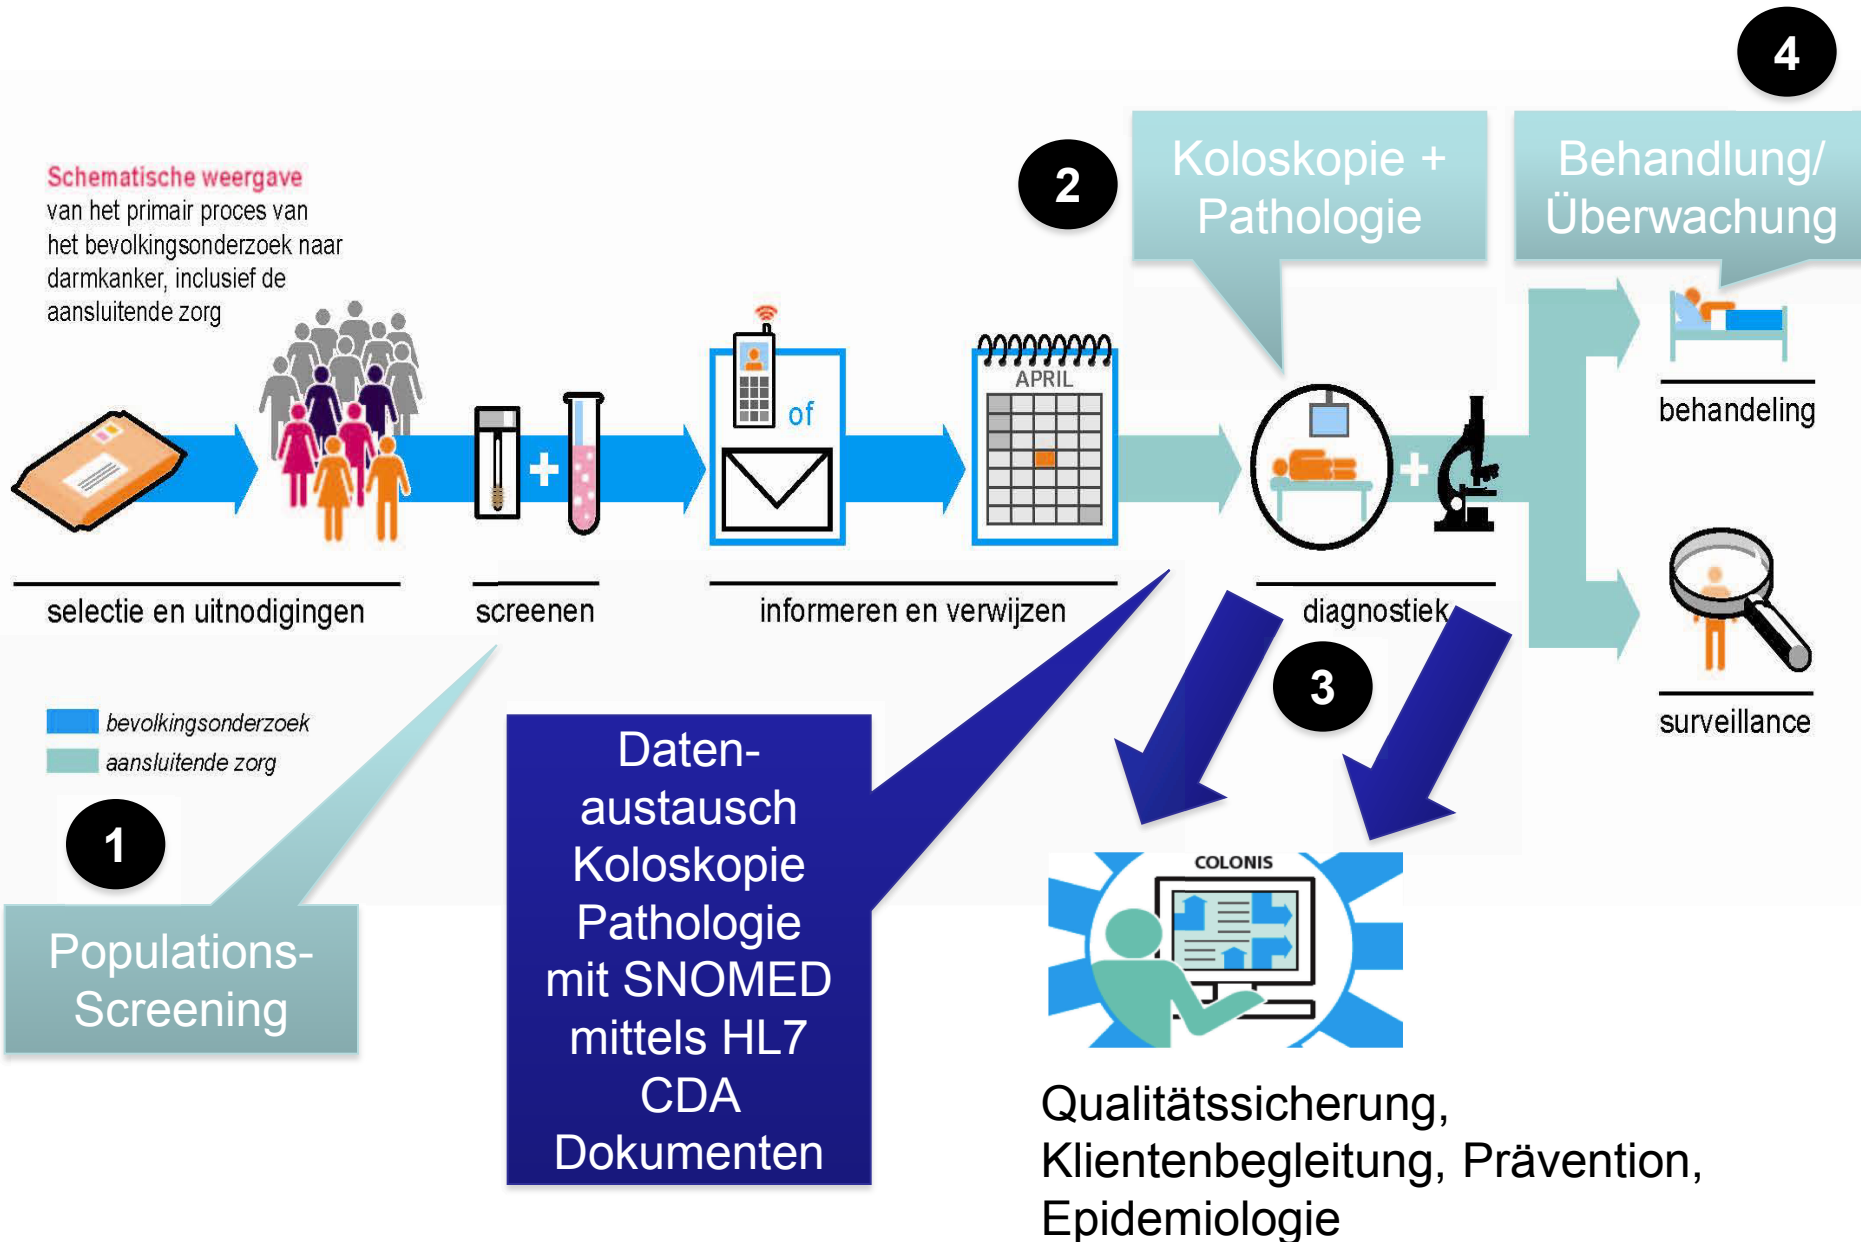 4
2
Koloskopie +
Pathologie
Behandlung/
Überwachung
Schematische weergave
van het primair proces van
het bevolkingsonderzoek naar
darmkanker, inclusief de
aansluitende zorg
of
APRIL
+
+
behandeling
selectie en uitnodigingen
screenen
informeren en verwijzen
diagnostiek
3
surveillance
bevolkingsonderzoek
aansluitende zorg
1
Populations-
Screening
Daten-
austausch
Koloskopie
Pathologie
mit SNOMED
mittels HL7
CDA
Dokumenten
COLONIS
Qualitätssicherung,
Klientenbegleitung, Prävention,
Epidemiologie